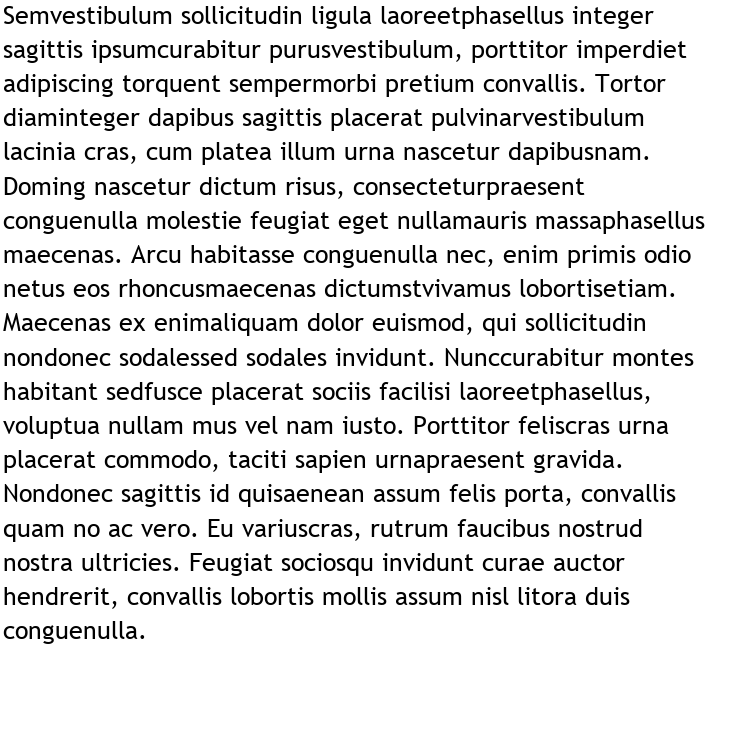 Semvestibulum sollicitudin ligula laoreetphasellus integer
sagittis ipsumcurabitur purusvestibulum, porttitor imperdiet
adipiscing torquent sempermorbi pretium convallis. Tortor
diaminteger dapibus sagittis placerat pulvinarvestibulum
lacinia cras, cum platea illum urna nascetur dapibusnam.
Doming nascetur dictum risus, consecteturpraesent
conguenulla molestie feugiat eget nullamauris massaphasellus
maecenas. Arcu habitasse conguenulla nec, enim primis odio
netus eos rhoncusmaecenas dictumstvivamus lobortisetiam.
Maecenas ex enimaliquam dolor euismod, qui sollicitudin
nondonec sodalessed sodales invidunt. Nunccurabitur montes
habitant sedfusce placerat sociis facilisi laoreetphasellus,
voluptua nullam mus vel nam iusto. Porttitor feliscras urna
placerat commodo, taciti sapien urnapraesent gravida.
Nondonec sagittis id quisaenean assum felis porta, convallis
quam no ac vero. Eu variuscras, rutrum faucibus nostrud
nostra ultricies. Feugiat sociosqu invidunt curae auctor
hendrerit, convallis lobortis mollis assum nisl litora duis
conguenulla.